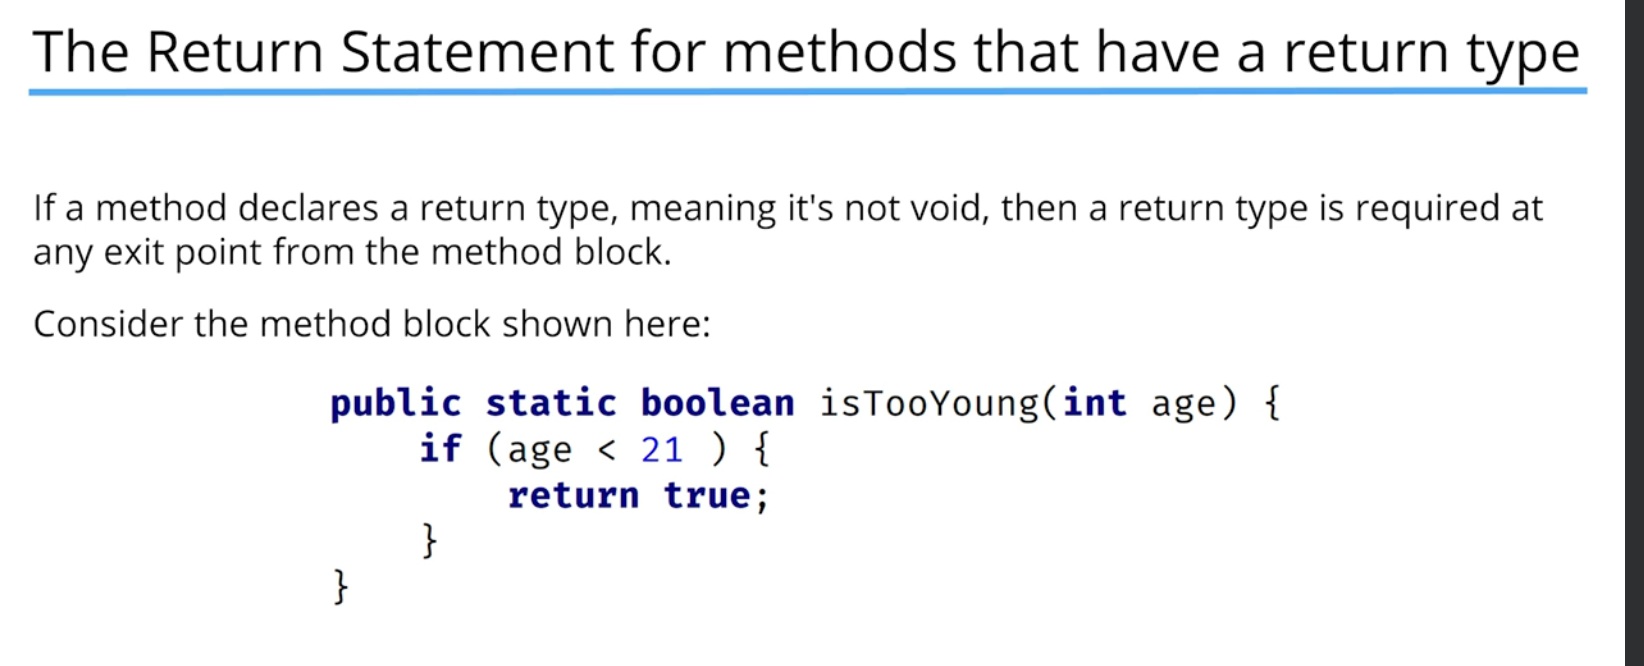 The Return Statement for methods that have a return type
If a method declares a return type, meaning it's not void, then a return type is required at
any exit point from the method block.
Consider the method block shown here:
public static boolean isTooYoung(int age) {
    if (age < 21 ) {
        return true;
    }
}